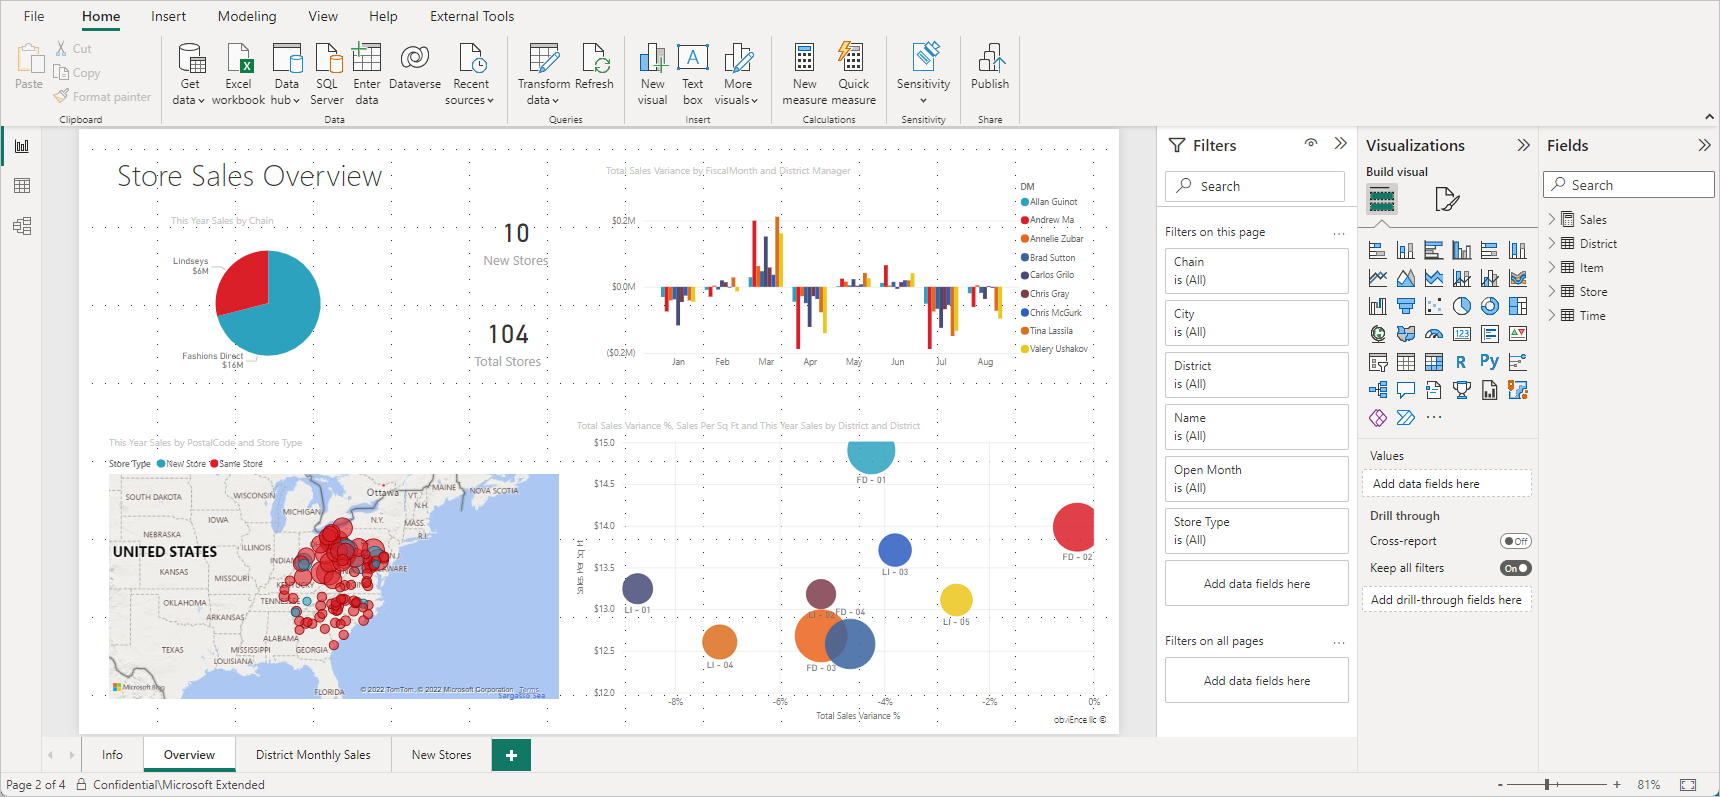 File Home Insert Modeling View Help External Tools
Paste
Cut
Copy
Format painter
Clipboard
Get data
Excel workbook
Data hub
SQL Server
Enter data
Dataverse
Recent sources
Data
Transform data
Refresh
Queries
New visual
Text box
More visuals
Insert
New measure
Quick measure
Calculations
Sensitivity
Sensitivity
Publish
Share
Store Sales Overview
This Year Sales by Chain
Lindseys
$6M
Fashions Direct
$16M
10
New Stores
104
Total Stores
Total Sales Variance by FiscalMonth and District Manager
$0.2M
$0.0M
($0.2M)
Jan Feb Mar Apr May Jun Jul Aug
DM
Allan Guinot
Andrew Ma
Annelie Zubar
Brad Sutton
Carlos Grilo
Chris Gray
Chris McGurk
Tina Lassila
Valery Ushakov
This Year Sales by PostalCode and Store Type
Store Type New Store Same Store
Ottawa
MAINE
NOVA SCOTIA
SOUTH DAKOTA
WISCONSIN
VT.
N.H.
MICHIGAN
IOWA
N.Y.
MASS.
NEBRASKA
R.I.
ILLINOIS
UNITED STATES
KANSAS
MISSOURI
OKLAHOMA
ARKANSAS
ALABAMA
TEXAS
MISSISSIPPI
GEORGIA
LOUISIANA
FLORIDA
Microsoft Bing
© 2022 TomTom, © 2022 Microsoft Corporation Terms
Sargasso Sea
Total Sales Variance %, Sales Per Sq Ft and This Year Sales by District and District
Sales Per Sq Ft
$15.0
$14.5
$14.0
$13.5
$13.0
$12.5
$12.0
FD - 01
FD - 02
LI - 03
LI - 01
LI - 02
FD - 04
LI - 05
LI - 04
FD - 03
-8% -6% -4% -2% 0%
Total Sales Variance %
obviEnce llc ©
Filters
Search
Filters on this page
Chain
is (All)
City
is (All)
District
is (All)
Name
is (All)
Open Month
is (All)
Store Type
is (All)
Add data fields here
Filters on all pages
Add data fields here
Visualizations
Build visual
123
R
Py
Values
Add data fields here
Drill through
Cross-report
Off
Keep all filters
On
Add drill-through fields here
Fields
Search
Sales
District
Item
Store
Time
Info Overview District Monthly Sales New Stores +
Page 2 of 4 Confidential\Microsoft Extended
- + 81%